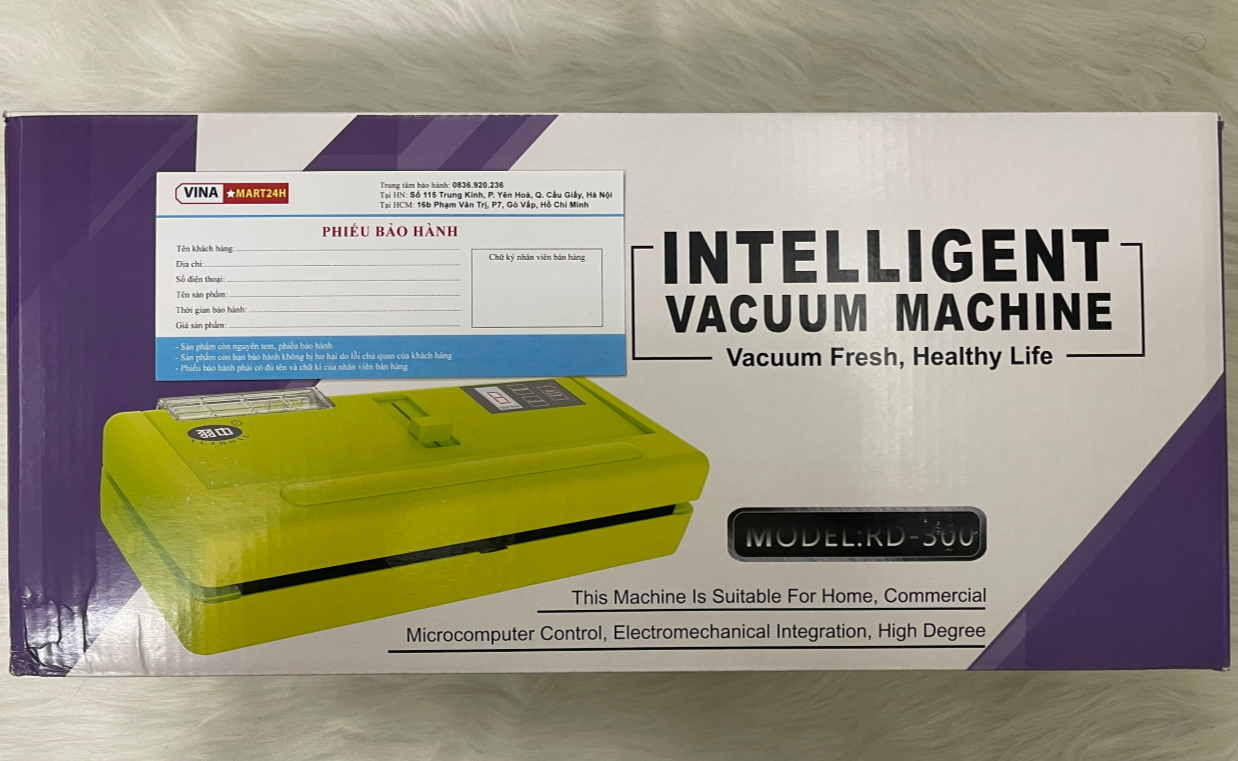 VINA ★MART24H
Trung tâm bảo hành: 0836.920.236
Tại HN: Số 115 Trung Kính, P. Yên Hoà, Q. Cầu Giấy, Hà Nội
Tại HCM: 16b Phạm Văn Trị, P7, Gò Vấp, Hồ Chí Minh
PHIẾU BẢO HÀNH
Tên khách hàng:
Địa chỉ:
Số điện thoại:
Tên sản phẩm:
Thời gian bảo hành:
Giá sản phẩm:
Chữ ký nhân viên bán hàng
- Sản phẩm còn nguyên tem, phiếu bảo hành
- Sản phẩm còn hạn bảo hành không bị hư hại do lỗi chủ quan của khách hàng
- Phiếu bảo hành phải có đủ tên và chữ kí của nhân viên bán hàng
INTELLIGENT
VACUUM MACHINE
Vacuum Fresh, Healthy Life
MODEL:RD-300
This Machine Is Suitable For Home, Commercial
Microcomputer Control, Electromechanical Integration, High Degree